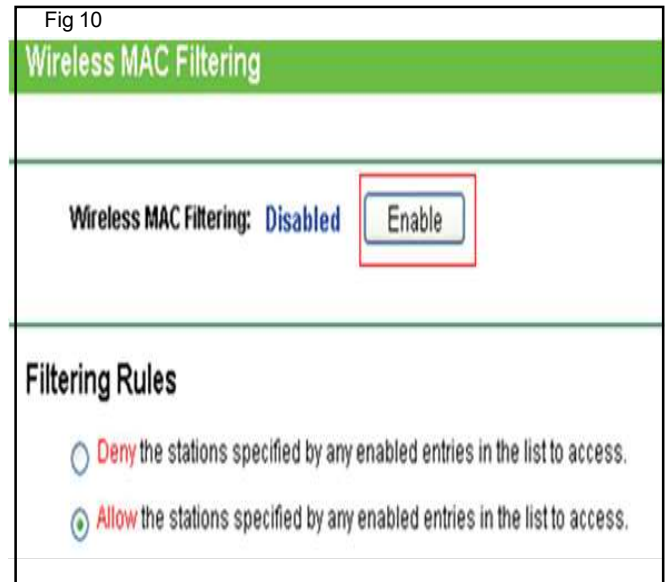 Fig 10
Wireless MAC Filtering
Wireless MAC Filtering: Disabled Enable
Filtering Rules
Deny the stations specified by any enabled entries in the list to access.
Allow the stations specified by any enabled entries in the list to access.